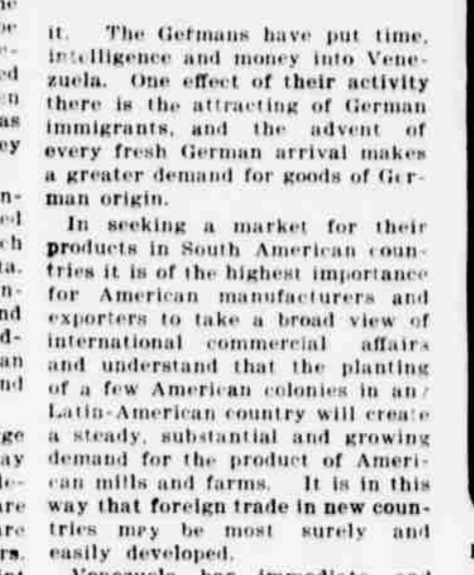 it. The Germans have put time,
intelligence and money into Vene-
zuela. One effect of their activity
there is the attracting of German
immigrants, and the advent of
every fresh German arrival makes
a greater demand for goods of Ger-
man origin.
In seeking a market for their
products in South American coun-
tries it is of the highest importance
for American manufacturers and
exporters to take a broad view of
international commercial affairs
and understand that the planting
of a few American colonies in any
Latin-American country will create
a steady, substantial and growing
demand for the product of Ameri-
can mills and farms. It is in this
way that foreign trade in new coun-
tries may be most surely and
easily developed.
Venezuela has immediate and